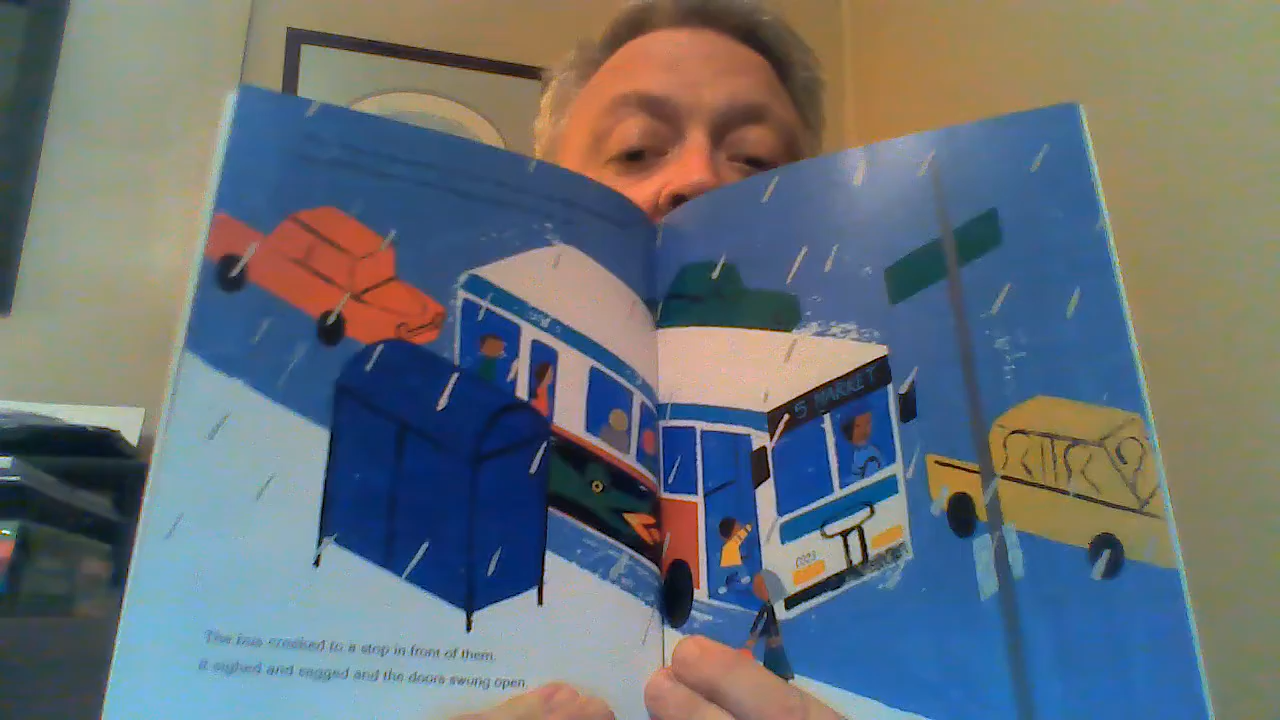 5 MARKET
The bus creaked to a stop in front of them.
It sighed and sagged and the doors swung open.